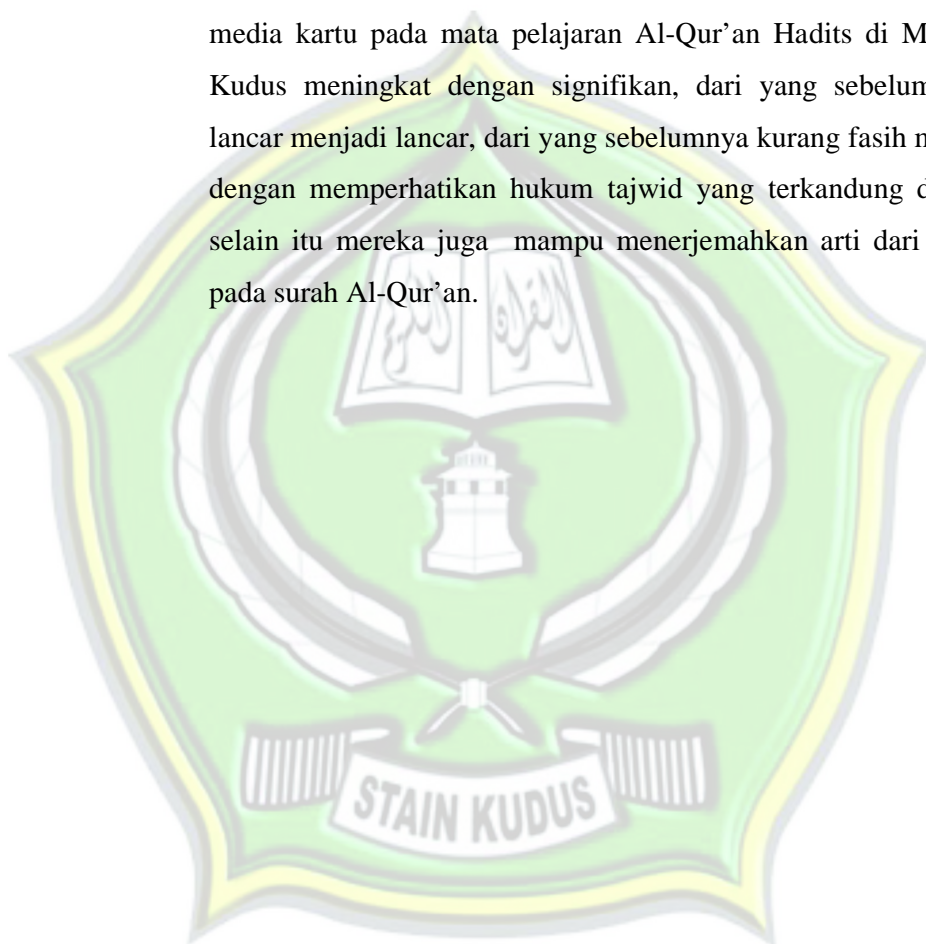 media kartu pada mata pelajaran Al-Qur’an Hadits di M
Kudus meningkat dengan signifikan, dari yang sebelum
lancar menjadi lancar, dari yang sebelumnya kurang fasih m
dengan memperhatikan hukum tajwid yang terkandung d
selain itu mereka juga  mampu menerjemahkan arti dari
pada surah Al-Qur’an.
STAIN KUDUS